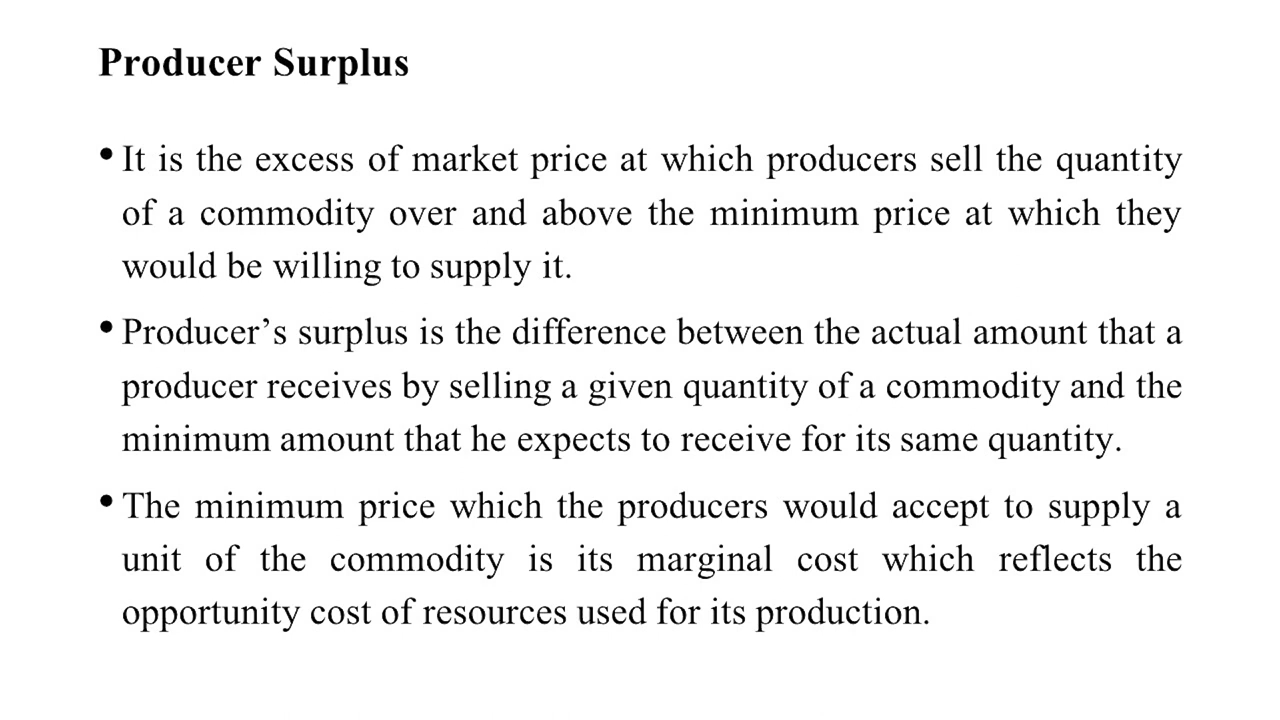 Producer Surplus
• It is the excess of market price at which producers sell the quantity
of a commodity over and above the minimum price at which they
would be willing to supply it.
• Producer’s surplus is the difference between the actual amount that a
producer receives by selling a given quantity of a commodity and the
minimum amount that he expects to receive for its same quantity.
• The minimum price which the producers would accept to supply a
unit of the commodity is its marginal cost which reflects the
opportunity cost of resources used for its production.